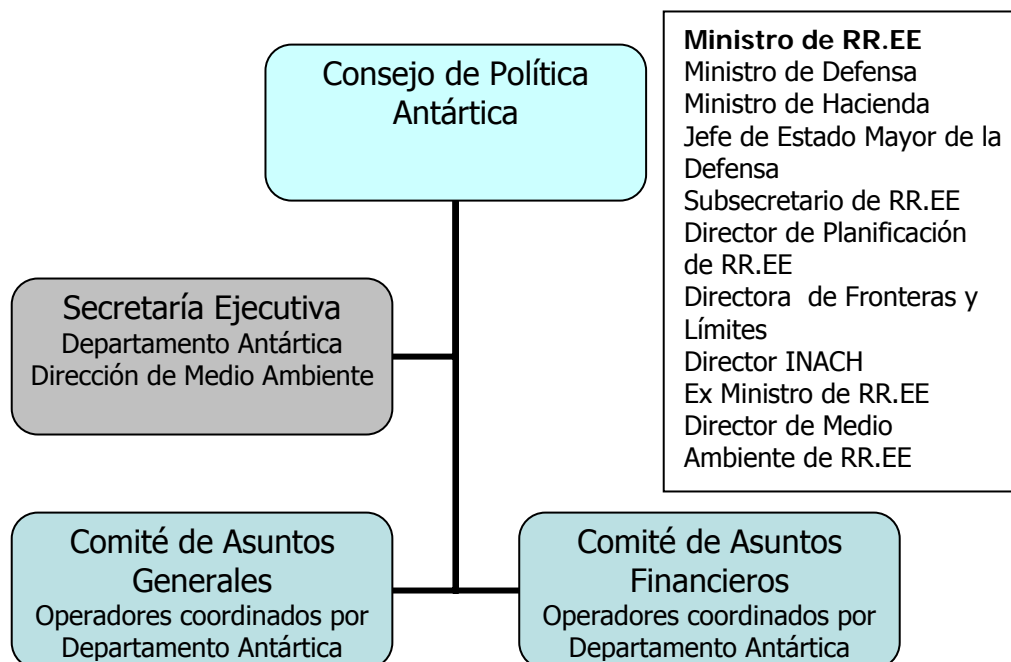 Consejo de Política
Antártica
Ministro de RR.EE
Ministro de Defensa
Ministro de Hacienda
Jefe de Estado Mayor de la
Defensa
Subsecretario de RR.EE
Director de Planificación
de RR.EE
Directora de Fronteras y
Límites
Director INACH
Ex Ministro de RR.EE
Director de Medio
Ambiente de RR.EE
Secretaría Ejecutiva
Departamento Antártica
Dirección de Medio Ambiente
Comité de Asuntos
Generales
Operadores coordinados por
Departamento Antártica
Comité de Asuntos
Financieros
Operadores coordinados por
Departamento Antártica